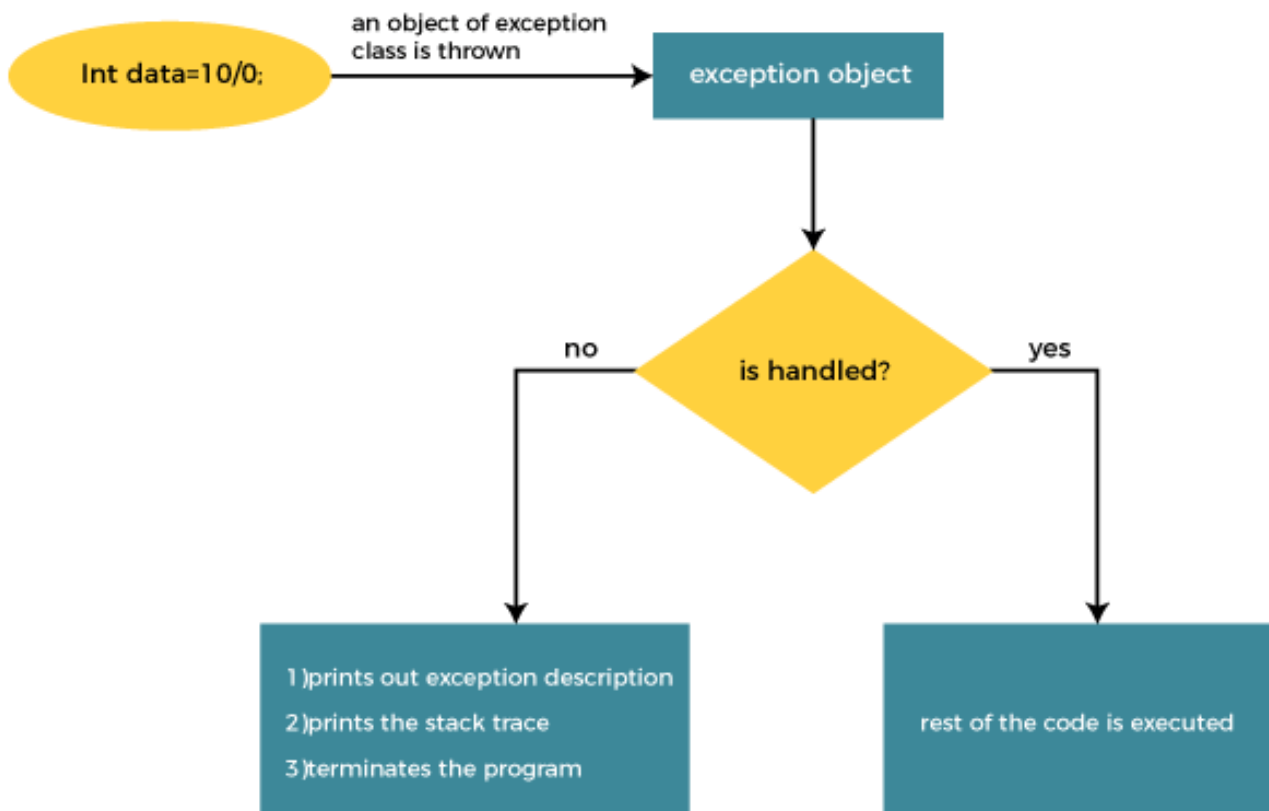 an object of exception
class is thrown
Int data=10/0;
exception object
no
yes
is handled?
1)prints out exception description
2)prints the stack trace
3)terminates the program
rest of the code is executed